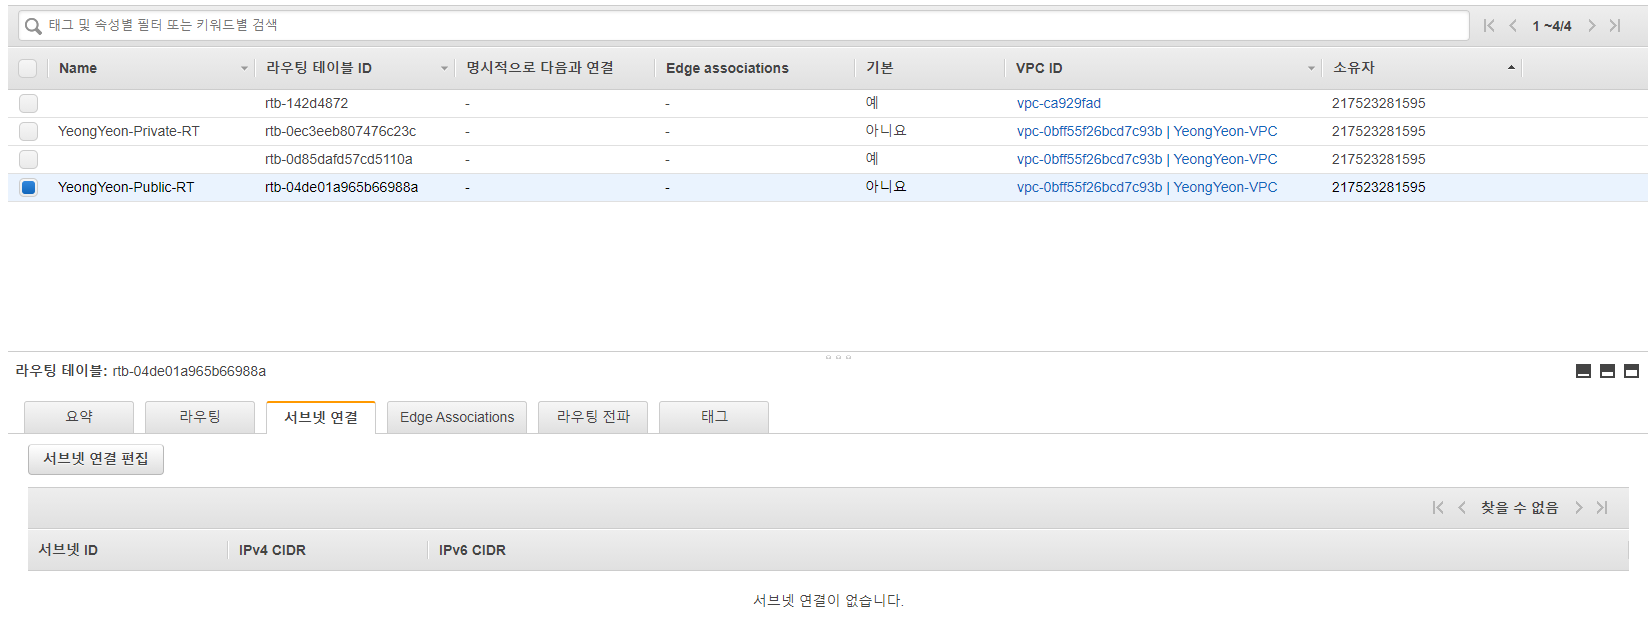 태그 및 속성별 필터 또는 키워드별 검색
1 ~4/4
Name 라우팅 테이블 ID 명시적으로 다음과 연결 Edge associations 기본 VPC ID 소유자
rtb-142d4872 - - 예 vpc-ca929fad 217523281595
YeongYeon-Private-RT rtb-0ec3eeb807476c23c - - 아니요 vpc-0bff55f26bcd7c93b | YeongYeon-VPC 217523281595
rtb-0d85dafd57cd5110a - - 예 vpc-0bff55f26bcd7c93b | YeongYeon-VPC 217523281595
YeongYeon-Public-RT rtb-04de01a965b66988a - - 아니요 vpc-0bff55f26bcd7c93b | YeongYeon-VPC 217523281595
라우팅 테이블: rtb-04de01a965b66988a
요약 라우팅 서브넷 연결 Edge Associations 라우팅 전파 태그
서브넷 연결 편집
찾을 수 없음
서브넷 ID IPv4 CIDR IPv6 CIDR
서브넷 연결이 없습니다.